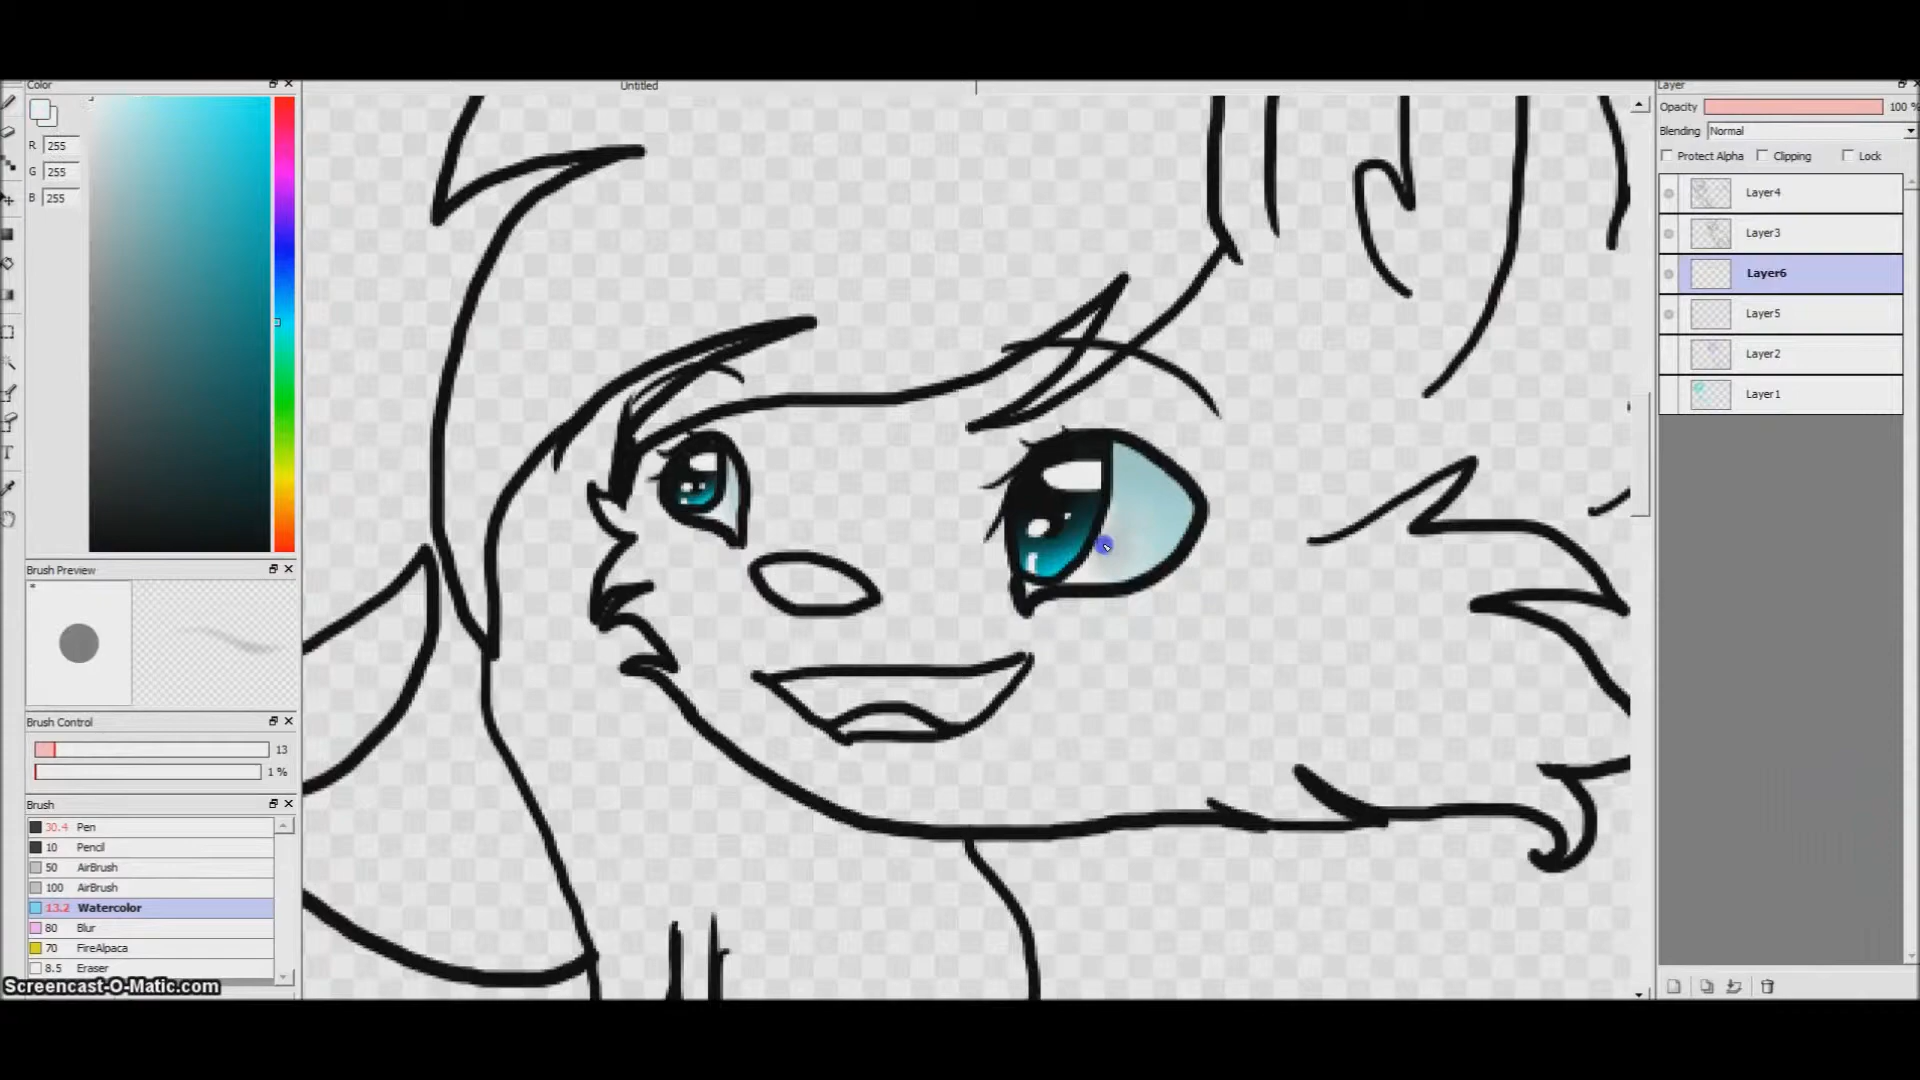 Color
Untitled
Layer
R 255
G 255
B 255
Opacity 100 %
Blending Normal
Protect Alpha Clipping Lock
Layer4
Layer3
Layer6
Layer5
Layer2
Layer1
Brush Preview
*
Brush Control
13
1 %
Brush
30.4 Pen
10 Pencil
50 AirBrush
100 AirBrush
13.2 Watercolor
80 Blur
70 FireAlpaca
8.5 Eraser
Screencast-O-Matic.com